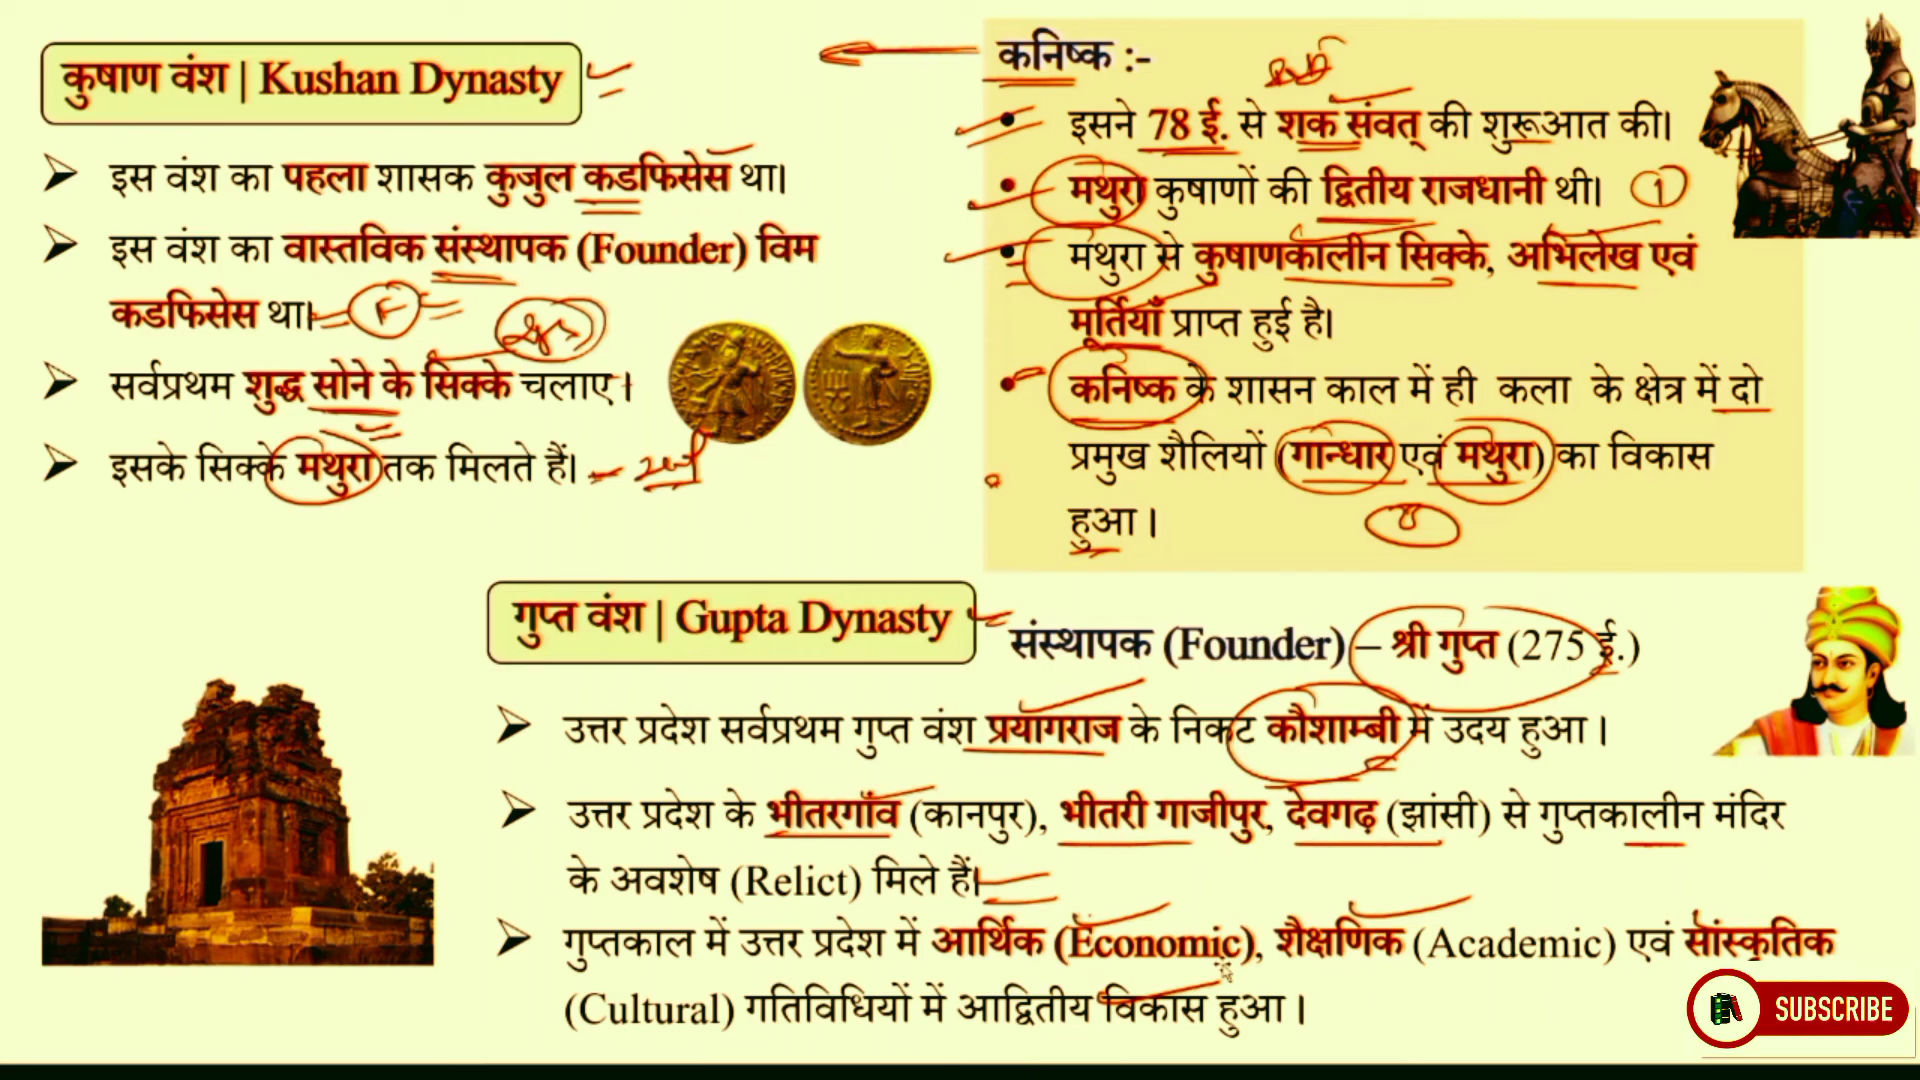 कुषाण वंश | Kushan Dynasty
इस वंश का पहला शासक कुजुल कडफिसेस था।
इस वंश का वास्तविक संस्थापक (Founder) विम
कडफिसेस था।
सर्वप्रथम शुद्ध सोने के सिक्के चलाए।
इसके सिक्के मथुरा तक मिलते हैं।
कनिष्क :-
इसने 78 ई. से शक संवत् की शुरूआत की।
मथुरा कुषाणों की द्वितीय राजधानी थी।
मथुरा से कुषाणकालीन सिक्के, अभिलेख एवं
मूर्तियाँ प्राप्त हुई है।
कनिष्क के शासन काल में ही कला के क्षेत्र में दो
प्रमुख शैलियों (गान्धार एवं मथुरा) का विकास
हुआ।
गुप्त वंश | Gupta Dynasty
संस्थापक (Founder) – श्री गुप्त (275 ई.)
उत्तर प्रदेश सर्वप्रथम गुप्त वंश प्रयागराज के निकट कौशाम्बी में उदय हुआ।
उत्तर प्रदेश के भीतरगाँव (कानपुर), भीतरी गाजीपुर, देवगढ़ (झांसी) से गुप्तकालीन मंदिर
के अवशेष (Relict) मिले हैं।
गुप्तकाल में उत्तर प्रदेश में आर्थिक (Economic), शैक्षणिक (Academic) एवं सांस्कृतिक
(Cultural) गतिविधियों में आद्वितीय विकास हुआ।
SUBSCRIBE